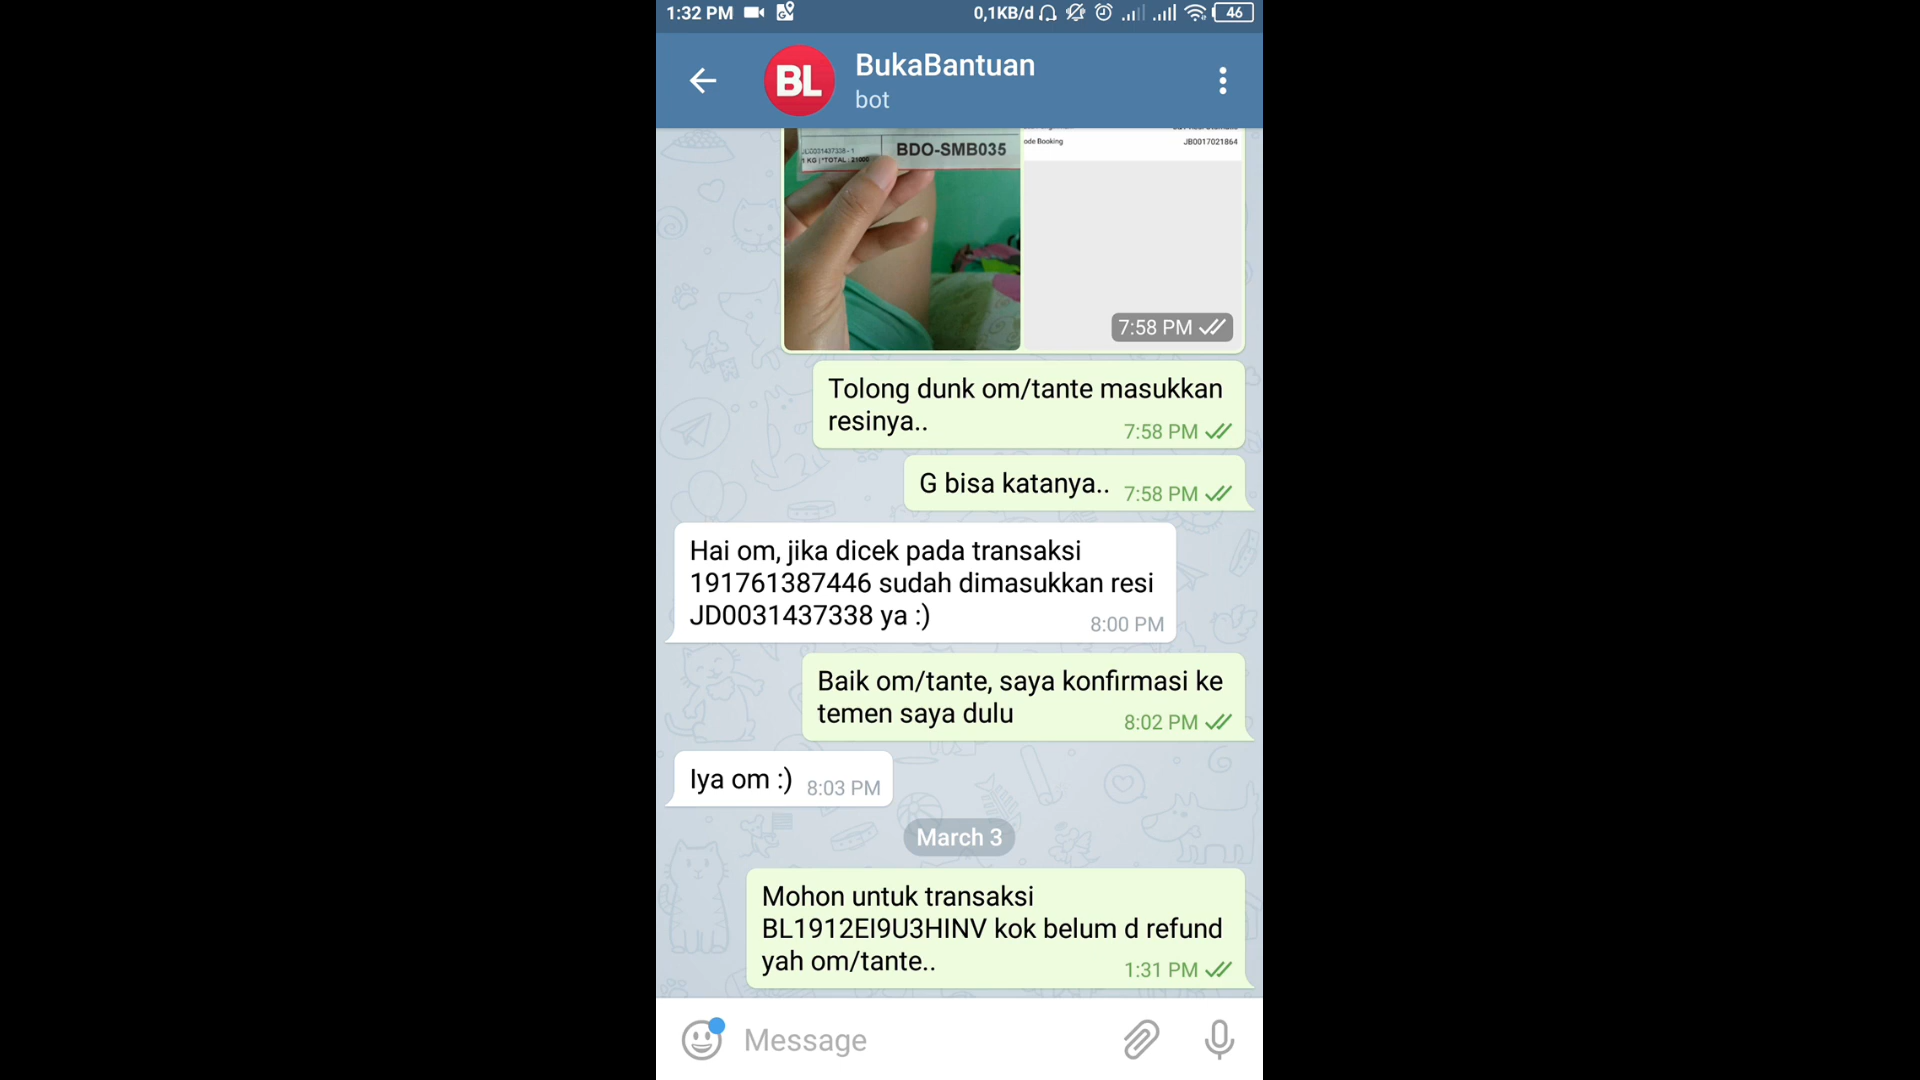 1:32 PM 0,1KB/d 46
BL
BukaBantuan
bot
JD0031437338 - 1
1 KG | *TOTAL : 21000
BDO-SMB035
ode Booking JB0017021864
7:58 PM
Tolong dunk om/tante masukkan
resinya..
7:58 PM
G bisa katanya.. 7:58 PM
Hai om, jika dicek pada transaksi
191761387446 sudah dimasukkan resi
JD0031437338 ya :)
8:00 PM
Baik om/tante, saya konfirmasi ke
temen saya dulu
8:02 PM
Iya om :) 8:03 PM
March 3
Mohon untuk transaksi
BL1912EI9U3HINV kok belum d refund
yah om/tante..
1:31 PM
Message